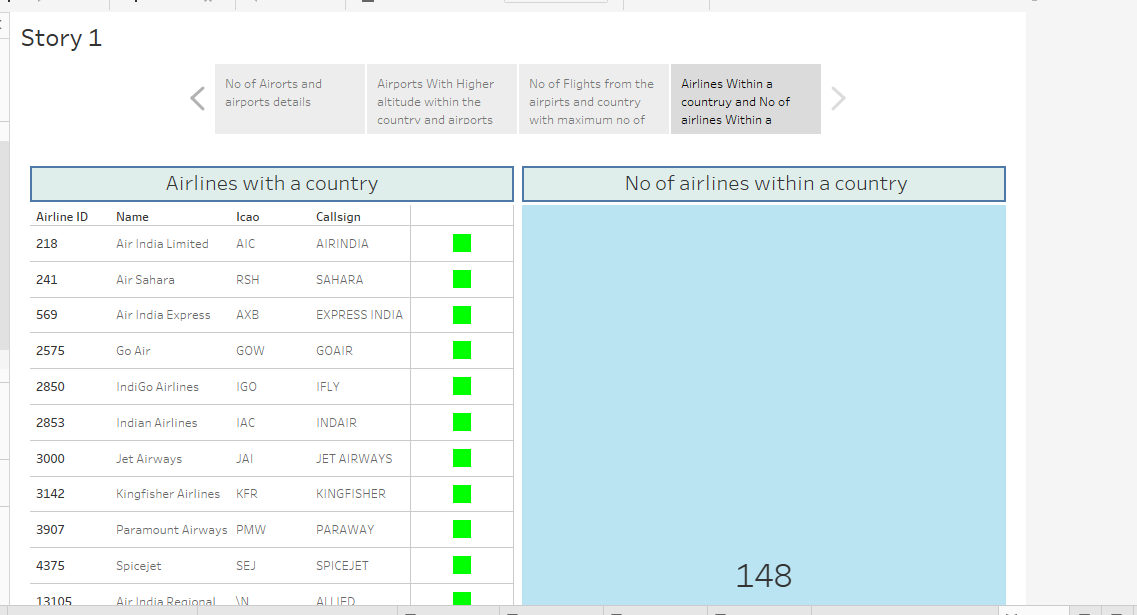 Story 1
No of Airorts and
airports details
Airports With Higher
altitude within the
country and airports
No of Flights from the
airpirts and country
with maximum no of
Airlines Within a
countruy and No of
airlines Within a
Airlines with a country
No of airlines within a country
Airline ID Name Icao Callsign
218 Air India Limited AIC AIRINDIA
241 Air Sahara RSH SAHARA
569 Air India Express AXB EXPRESS INDIA
2575 Go Air GOW GOAIR
2850 IndiGo Airlines IGO IFLY
2853 Indian Airlines IAC INDAIR
3000 Jet Airways JAI JET AIRWAYS
3142 Kingfisher Airlines KFR KINGFISHER
3907 Paramount Airways PMW PARAWAY
4375 Spicejet SEJ SPICEJET
13105 Air India Regional \N ALLIED
148